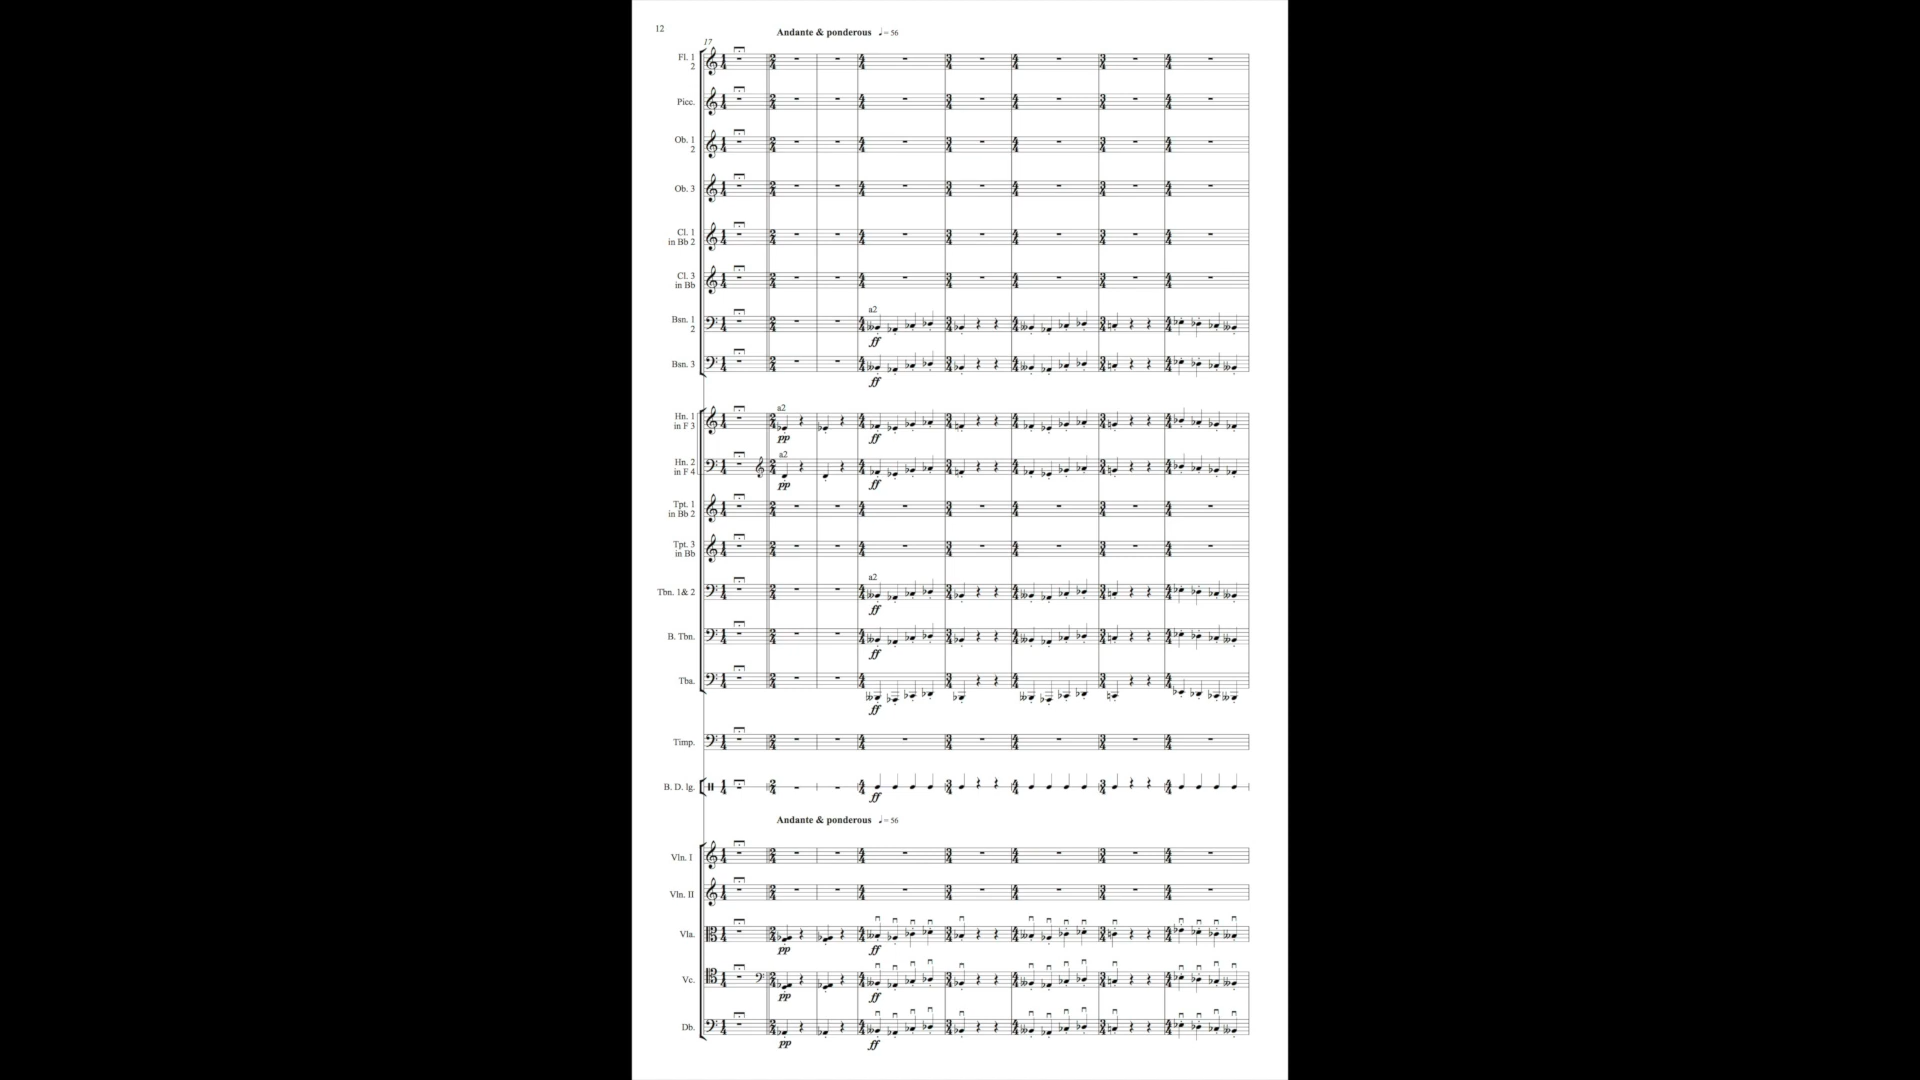 12
Andante & ponderous ♩= 56
17
Fl. 1
2
Picc.
Ob. 1
2
Ob. 3
Cl. 1
in Bb 2
Cl. 3
in Bb
a2
Bsn. 1
2
ff
Bsn. 3
ff
a2
Hn. 1
in F 3
pp ff
a2
Hn. 2
in F 4
pp ff
Tpt. 1
in Bb 2
Tpt. 3
in Bb
a2
Tbn. 1& 2
ff
B. Tbn.
ff
Tba.
ff
Timp.
B. D. lg.
ff
Andante & ponderous ♩= 56
Vln. I
Vln. II
Vla.
pp ff
Vc.
pp ff
Db.
pp ff